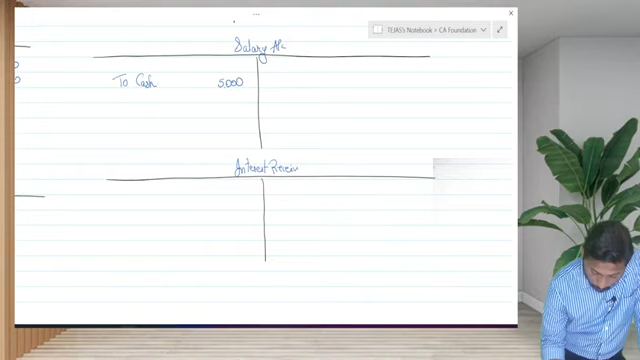 TEJAS's Notebook > CA Foundation
Salary A/c
To Cash 5,000
Interest Receiv